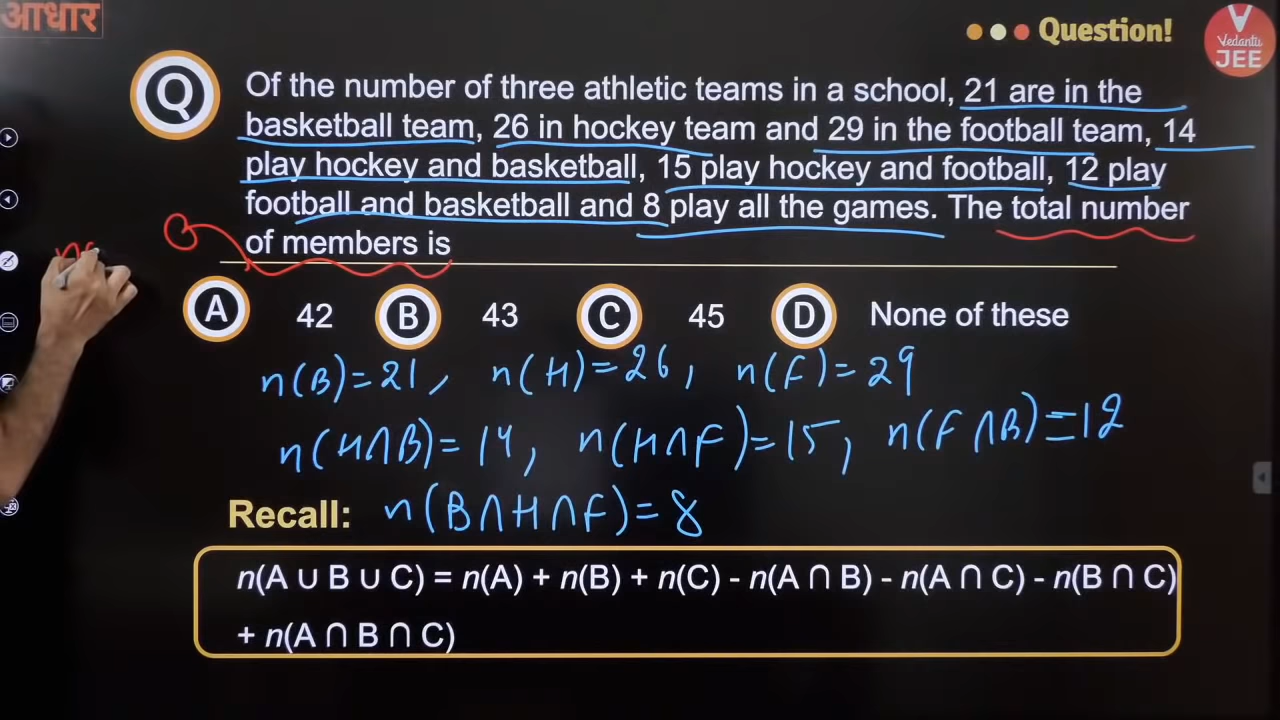 आधार
Question!
Vedantu
JEE
Q
Of the number of three athletic teams in a school, 21 are in the
basketball team, 26 in hockey team and 29 in the football team, 14
play hockey and basketball, 15 play hockey and football, 12 play
football and basketball and 8 play all the games. The total number
of members is
A 42 B 43 C 45 D None of these
n(B)=21, n(H)=26, n(F)=29
n(H∩B)=14, n(H∩F)=15, n(F∩B)=12
Recall: n(B∩H∩F)=8
n(A ∪ B ∪ C) = n(A) + n(B) + n(C) - n(A ∩ B) - n(A ∩ C) - n(B ∩ C)
+ n(A ∩ B ∩ C)